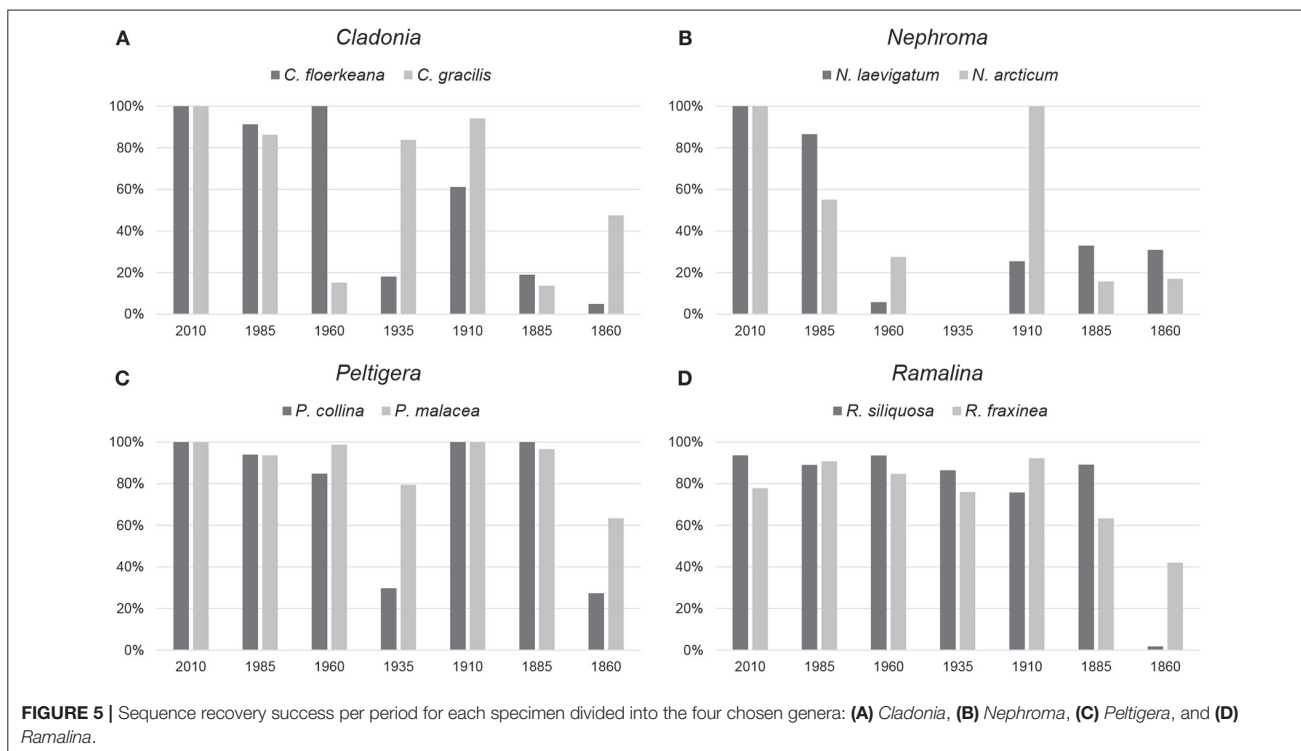 A
Cladonia
C. floerkeana C. gracilis
100%
80%
60%
40%
20%
0%
2010 1985 1960 1935 1910 1885 1860
B
Nephroma
N. laevigatum N. arcticum
100%
80%
60%
40%
20%
0%
2010 1985 1960 1935 1910 1885 1860
C
Peltigera
P. collina P. malacea
100%
80%
60%
40%
20%
0%
2010 1985 1960 1935 1910 1885 1860
D
Ramalina
R. siliquosa R. fraxinea
100%
80%
60%
40%
20%
0%
2010 1985 1960 1935 1910 1885 1860
FIGURE 5 | Sequence recovery success per period for each specimen divided into the four chosen genera: (A) Cladonia, (B) Nephroma, (C) Peltigera, and (D)
Ramalina.